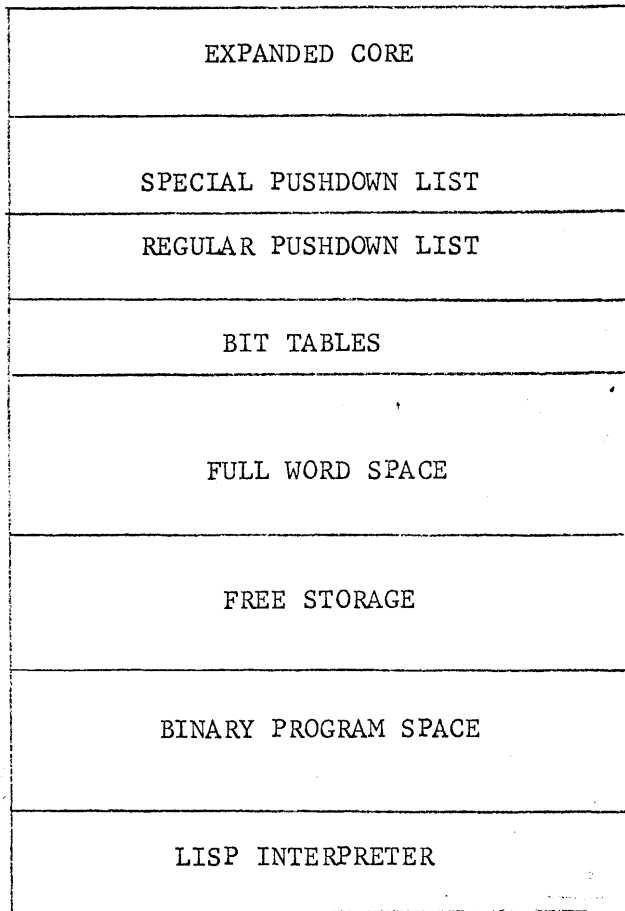 EXPANDED CORE
SPECIAL PUSHDOWN LIST
REGULAR PUSHDOWN LIST
BIT TABLES
FULL WORD SPACE
FREE STORAGE
BINARY PROGRAM SPACE
LISP INTERPRETER